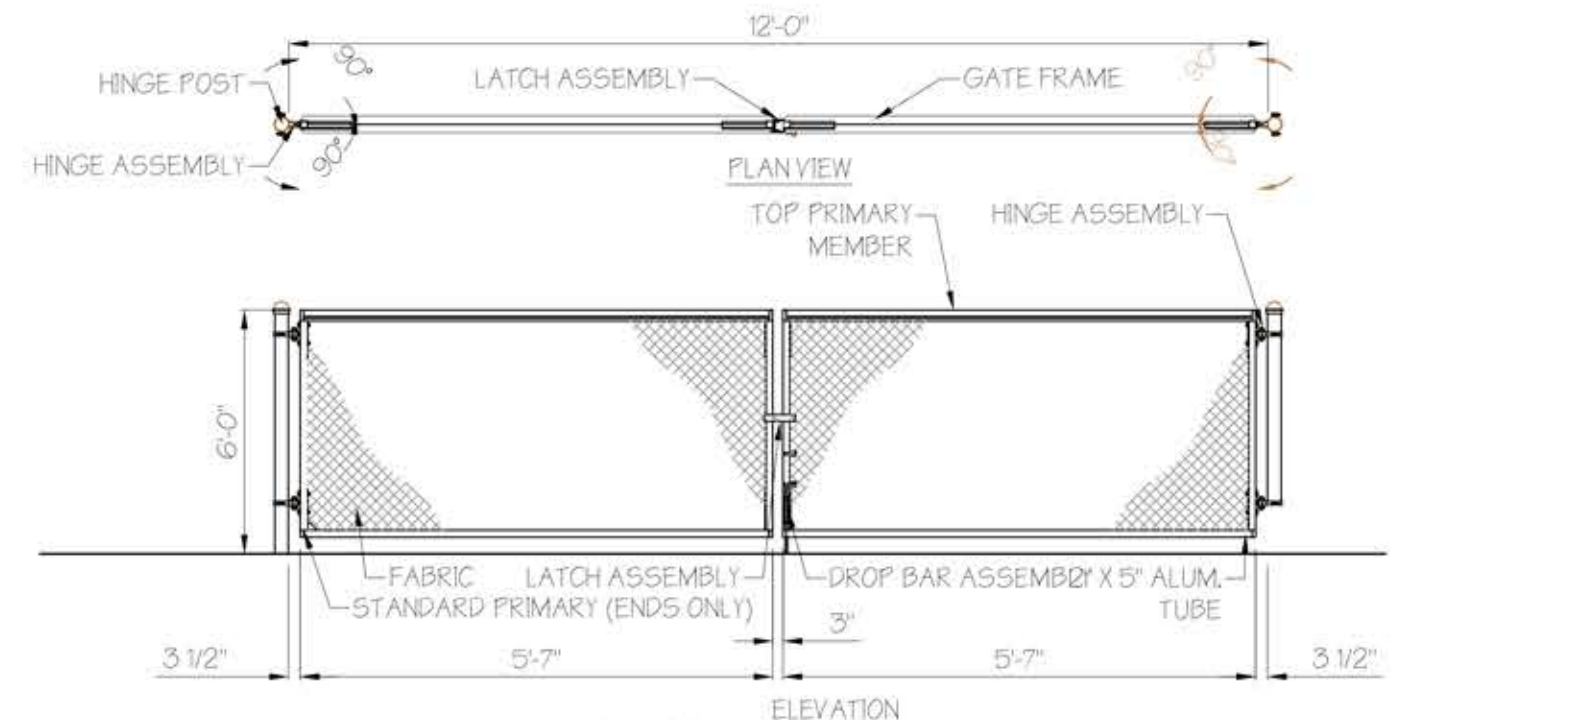 12'-0"
90°
90°
HINGE POST
LATCH ASSEMBLY
GATE FRAME
90°
HINGE ASSEMBLY
PLAN VIEW
TOP PRIMARY
MEMBER
HINGE ASSEMBLY
6'-0"
FABRIC
LATCH ASSEMBLY
DROP BAR ASSEMB
X 5" ALUM.
TUBE
STANDARD PRIMARY (ENDS ONLY)
3"
3 1/2"
5'-7"
5'-7"
3 1/2"
ELEVATION